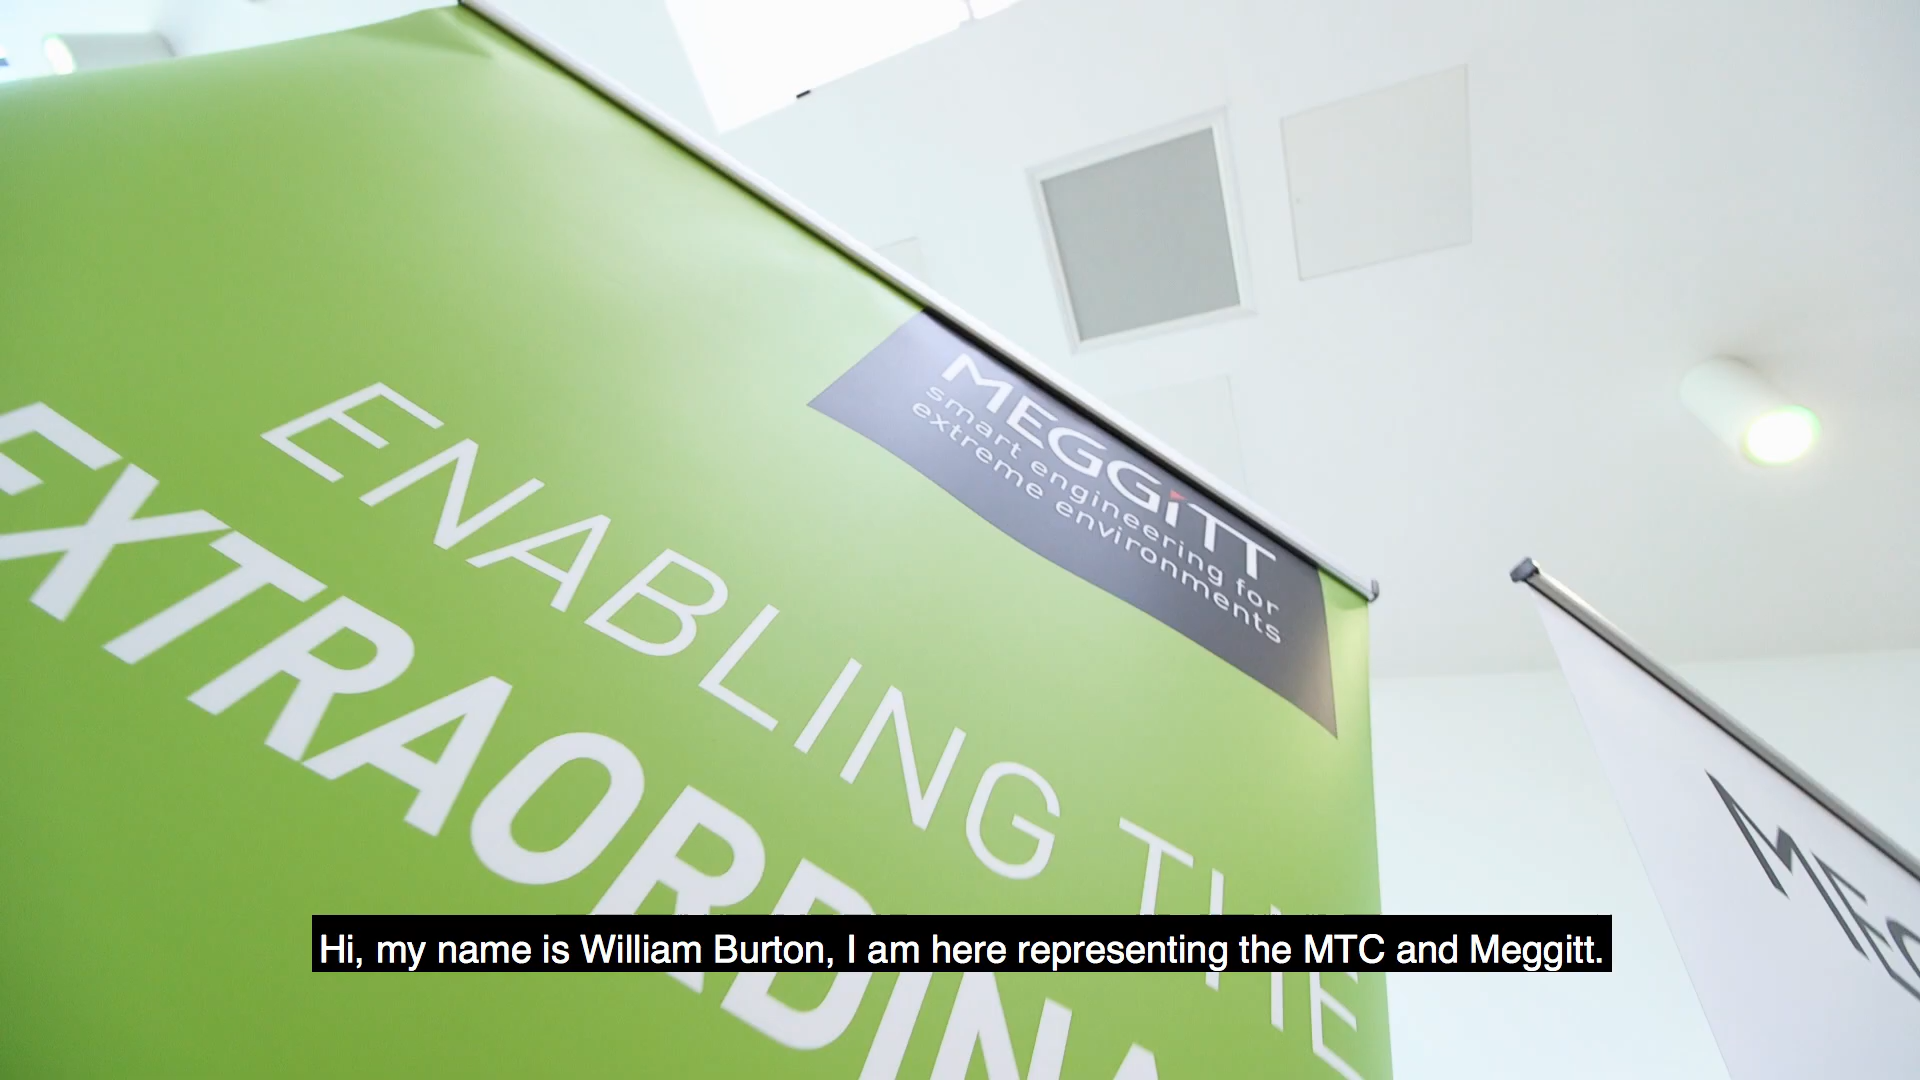 MEGGiTT
smart engineering for
extreme environments
ENABLING THE
EXTRAORDINA
MEGG
Hi, my name is William Burton, I am here representing the MTC and Meggitt.